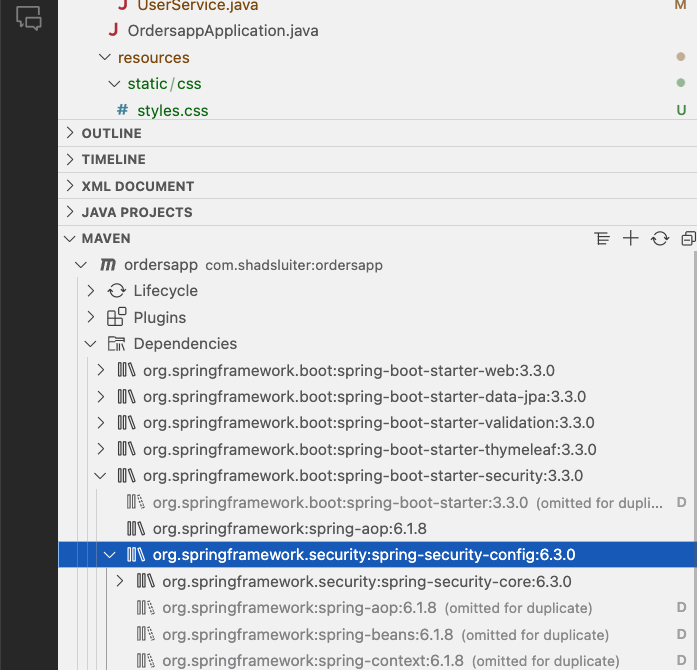 J UserService.java M
J OrdersappApplication.java
resources
static/css
# styles.css U
OUTLINE
TIMELINE
XML DOCUMENT
JAVA PROJECTS
MAVEN
m ordersapp com.shadsluiter:ordersapp
Lifecycle
Plugins
Dependencies
org.springframework.boot:spring-boot-starter-web:3.3.0
org.springframework.boot:spring-boot-starter-data-jpa:3.3.0
org.springframework.boot:spring-boot-starter-validation:3.3.0
org.springframework.boot:spring-boot-starter-thymeleaf:3.3.0
org.springframework.boot:spring-boot-starter-security:3.3.0
org.springframework.boot:spring-boot-starter:3.3.0 (omitted for dupli... D
org.springframework:spring-aop:6.1.8
org.springframework.security:spring-security-config:6.3.0
org.springframework.security:spring-security-core:6.3.0
org.springframework:spring-aop:6.1.8 (omitted for duplicate) D
org.springframework:spring-beans:6.1.8 (omitted for duplicate) D
org.springframework:spring-context:6.1.8 (omitted for duplicate) D